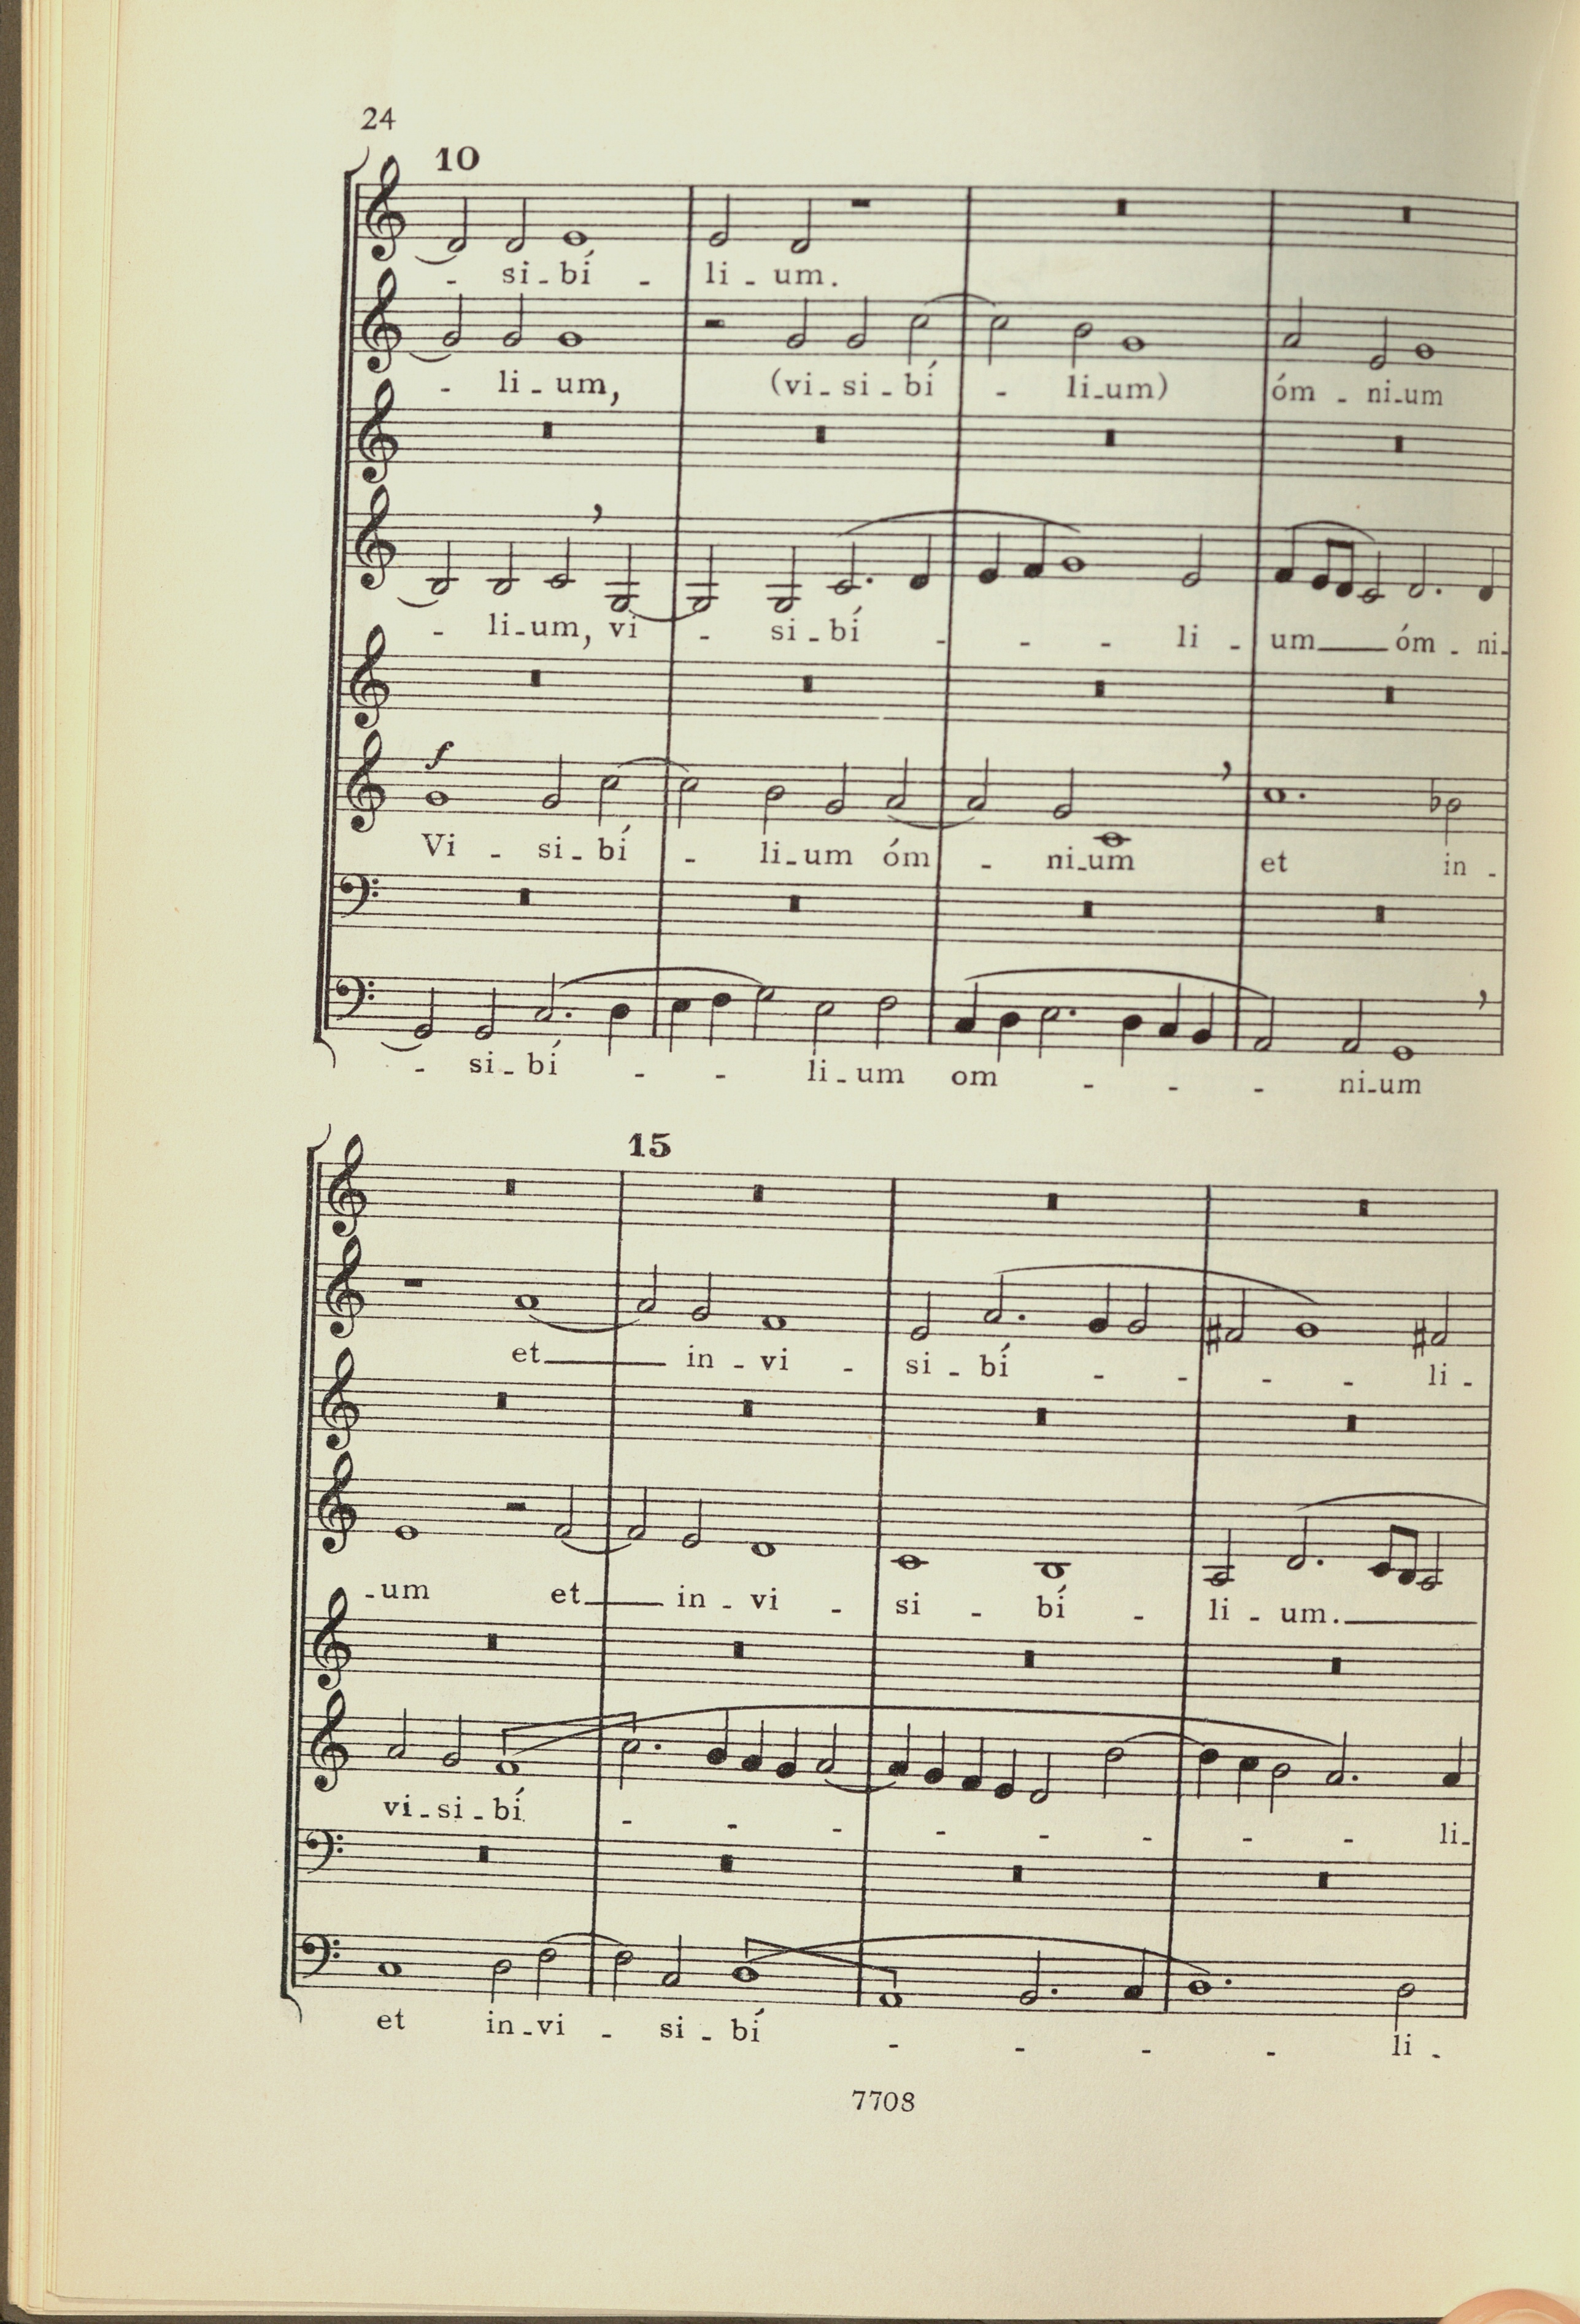 24
10
- si - bí - li - um.
- li - um, (vi - si - bí - li - um) óm - ni - um
- li - um, vi - si - bí - - - li - um óm - ni -
f
Vi - si - bí - li - um óm - ni - um et in -
- si - bí - - li - um om - - - ni - um
15
et in - vi - si - bí - - - - li -
- um et in - vi - si - bí - li - um.
vi - si - bí - - - - - - - - li -
et in - vi - si - bí - - - - li -
7708